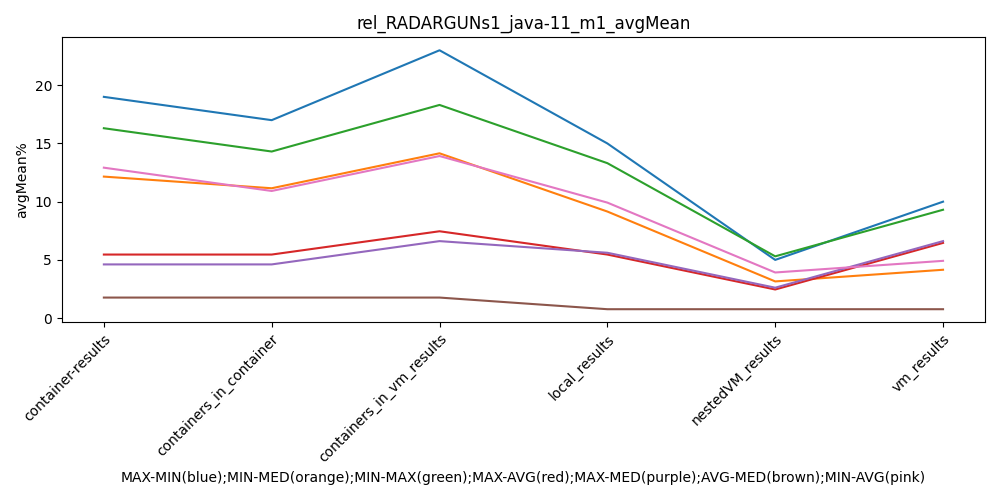 rel_RADARGUNs1_java-11_m1_avgMean
avgMean%
20
15
10
5
0
container-results
containers_in_container
containers_in_vm_results
local_results
nestedVM_results
vm_results
MAX-MIN(blue);MIN-MED(orange);MIN-MAX(green);MAX-AVG(red);MAX-MED(purple);AVG-MED(brown);MIN-AVG(pink)